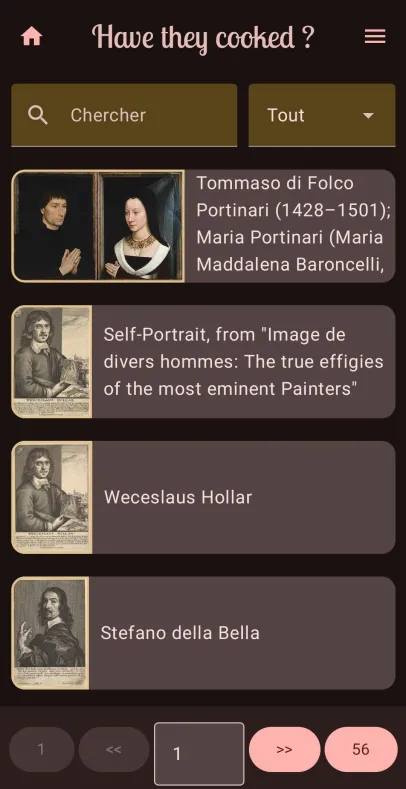 Have they cooked ?
Chercher
Tout
Tommaso di Folco
Portinari (1428–1501);
Maria Portinari (Maria
Maddalena Baroncelli,
Self-Portrait, from "Image de
divers hommes: The true effigies
of the most eminent Painters"
Weceslaus Hollar
Stefano della Bella
1
<<
1
>>
56